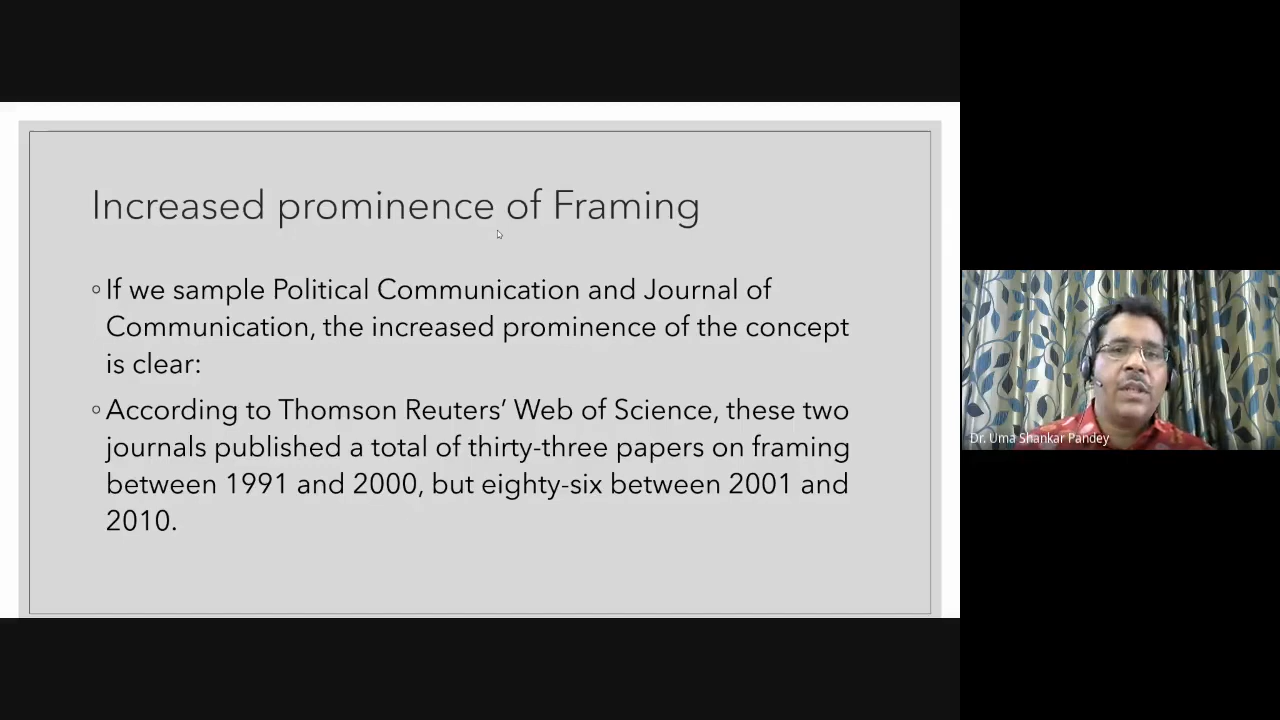 Increased prominence of Framing
If we sample Political Communication and Journal of
Communication, the increased prominence of the concept
is clear:
According to Thomson Reuters’ Web of Science, these two
journals published a total of thirty-three papers on framing
between 1991 and 2000, but eighty-six between 2001 and
2010.
Dr. Uma Shankar Pandey